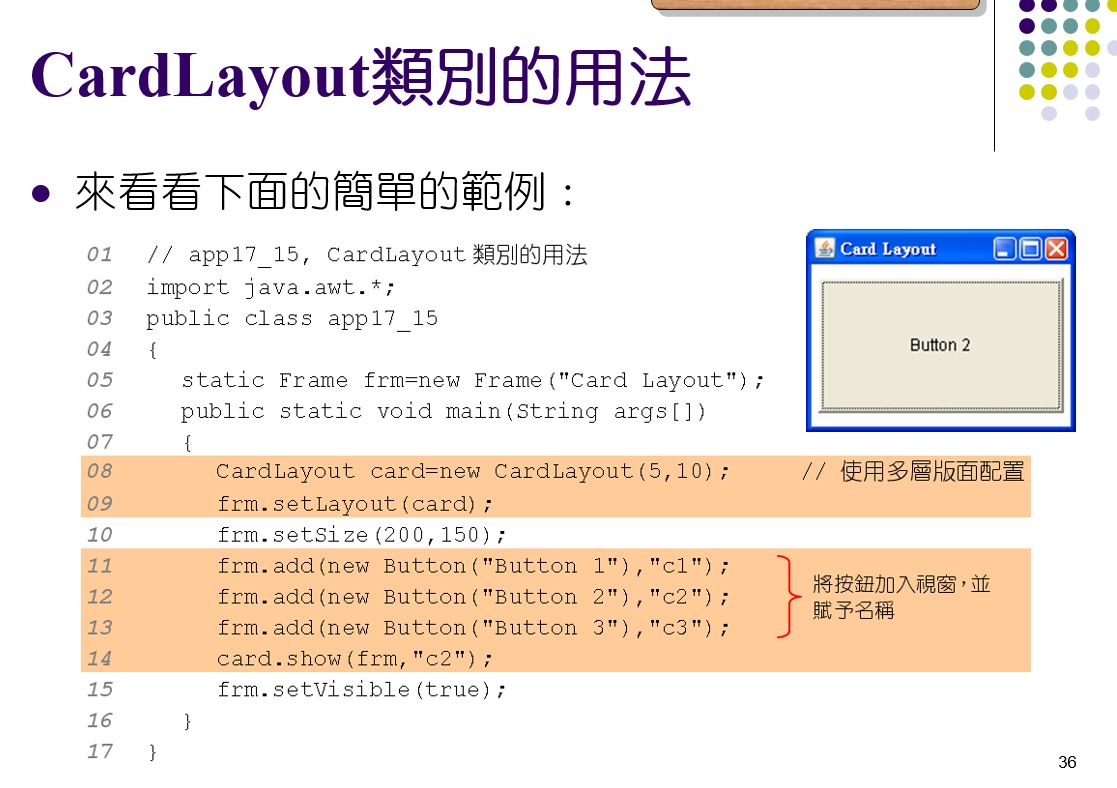 CardLayout類別的用法
來看看下面的簡單的範例：
01 // app17_15, CardLayout 類別的用法
02 import java.awt.*;
03 public class app17_15
04 {
05 static Frame frm=new Frame("Card Layout");
06 public static void main(String args[])
07 {
08 CardLayout card=new CardLayout(5,10); // 使用多層版面配置
09 frm.setLayout(card);
10 frm.setSize(200,150);
11 frm.add(new Button("Button 1"),"c1");
12 frm.add(new Button("Button 2"),"c2");
13 frm.add(new Button("Button 3"),"c3");
14 card.show(frm,"c2");
15 frm.setVisible(true);
16 }
17 }
將按鈕加入視窗，並
賦予名稱
Card Layout
Button 2
36